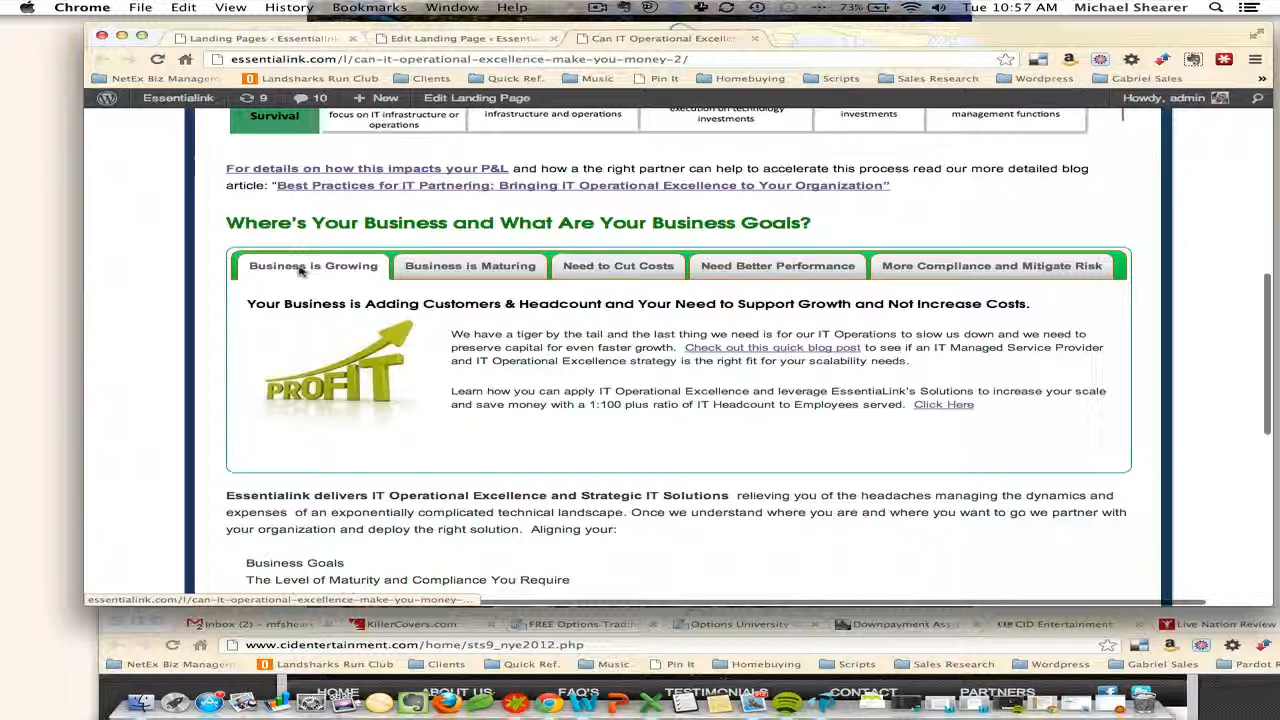 Chrome File Edit View History Bookmarks Window Help 73% Tue 10:57 AM Michael Shearer
Landing Pages ‹ Essentialink Edit Landing Page ‹ Essentia Can IT Operational Exceller
essentialink.com/l/can-it-operational-excellence-make-you-money-2/
NetEx Biz Manager Landsharks Run Club Clients Quick Ref. Music Pin It Homebuying Scripts Sales Research Wordpress Gabriel Sales »
Essentialink 9 10 + New Edit Landing Page Howdy, admin
Survival focus on IT infrastructure or operations infrastructure and operations execution on technology investments investments management functions
For details on how this impacts your P&L and how a the right partner can help to accelerate this process read our more detailed blog
article: "Best Practices for IT Partnering: Bringing IT Operational Excellence to Your Organization"
Where's Your Business and What Are Your Business Goals?
Business is Growing Business is Maturing Need to Cut Costs Need Better Performance More Compliance and Mitigate Risk
Your Business is Adding Customers & Headcount and Your Need to Support Growth and Not Increase Costs.
PROFIT
We have a tiger by the tail and the last thing we need is for our IT Operations to slow us down and we need to
preserve capital for even faster growth. Check out this quick blog post to see if an IT Managed Service Provider
and IT Operational Excellence strategy is the right fit for your scalability needs.
Learn how you can apply IT Operational Excellence and leverage EssentiaLink's Solutions to increase your scale
and save money with a 1:100 plus ratio of IT Headcount to Employees served. Click Here
Essentialink delivers IT Operational Excellence and Strategic IT Solutions relieving you of the headaches managing the dynamics and
expenses of an exponentially complicated technical landscape. Once we understand where you are and where you want to go we partner with
your organization and deploy the right solution. Aligning your:
Business Goals
The Level of Maturity and Compliance You Require
essentialink.com/l/can-it-operational-excellence-make-you-money-...
Inbox (2) – mfshear KillerCovers.com FREE Options Tradin Options University Downpayment Ass CID Entertainment Live Nation Review
www.cidentertainment.com/home/sts9_nye2012.php
NetEx Biz Manager Landsharks Run Club Clients Quick Ref. Music Pin It Homebuying Scripts Sales Research Wordpress Gabriel Sales Pardot
HOME ABOUT US FAQ'S TESTIMONIALS CONTACT PARTNERS